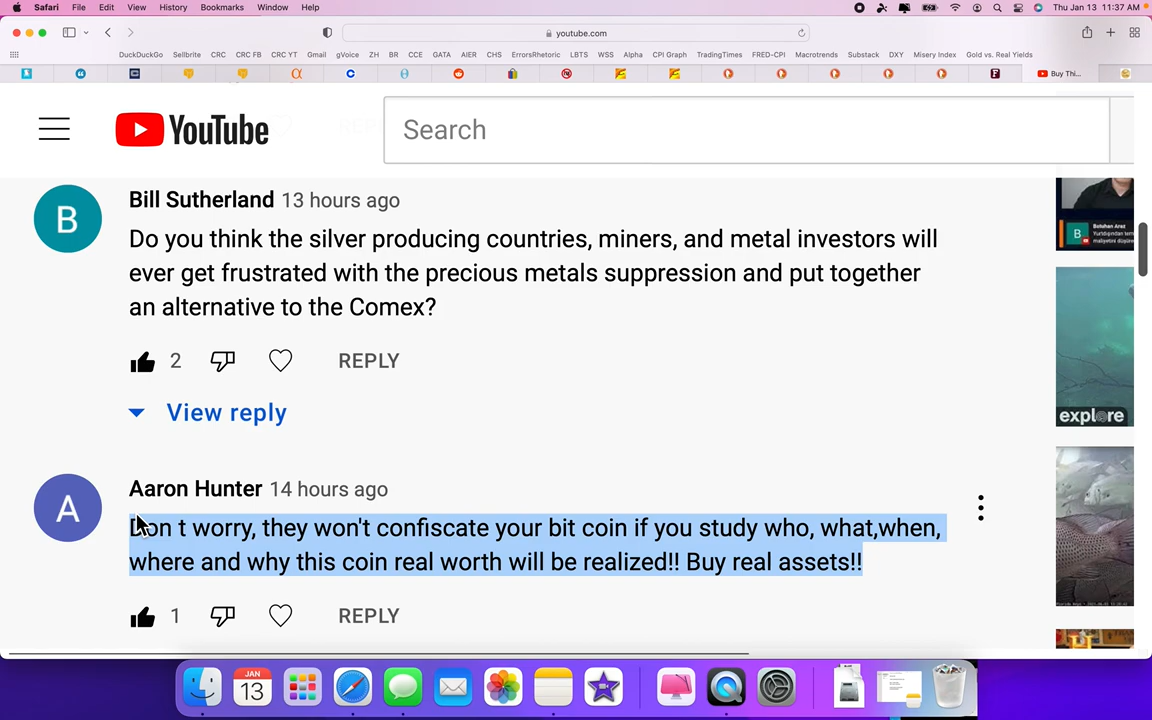 Safari File Edit View History Bookmarks Window Help Thu Jan 13 11:37 AM
youtube.com
DuckDuckGo Sellbrite CRC CRC FB CRC YT Gmail gVoice ZH BR CCE GATA AIER CHS ErrorsRhetoric LBTS WSS Alpha CPI Graph TradingTimes FRED-CPI Macrotrends Substack DXY Misery Index Gold vs. Real Yields
Buy Thi...
YouTube
Search
B
Bill Sutherland 13 hours ago
Do you think the silver producing countries, miners, and metal investors will
ever get frustrated with the precious metals suppression and put together
an alternative to the Comex?
2 REPLY
View reply
explore
A
Aaron Hunter 14 hours ago
Don t worry, they won't confiscate your bit coin if you study who, what,when,
where and why this coin real worth will be realized!! Buy real assets!!
1 REPLY
JAN
13